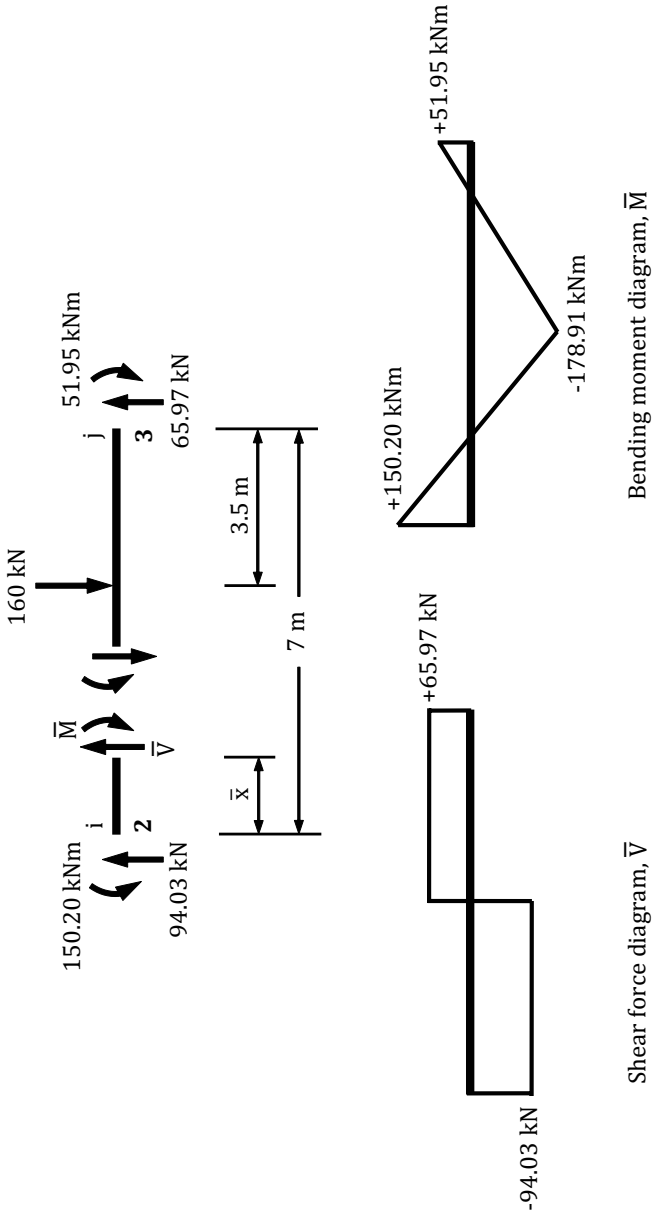 160 kN
150.20 kNm
i
M̅
j
51.95 kNm
2
3
94.03 kN
V̅
65.97 kN
x̅
3.5 m
7 m
+65.97 kN
-94.03 kN
Shear force diagram, V̅
+150.20 kNm
+51.95 kNm
-178.91 kNm
Bending moment diagram, M̅